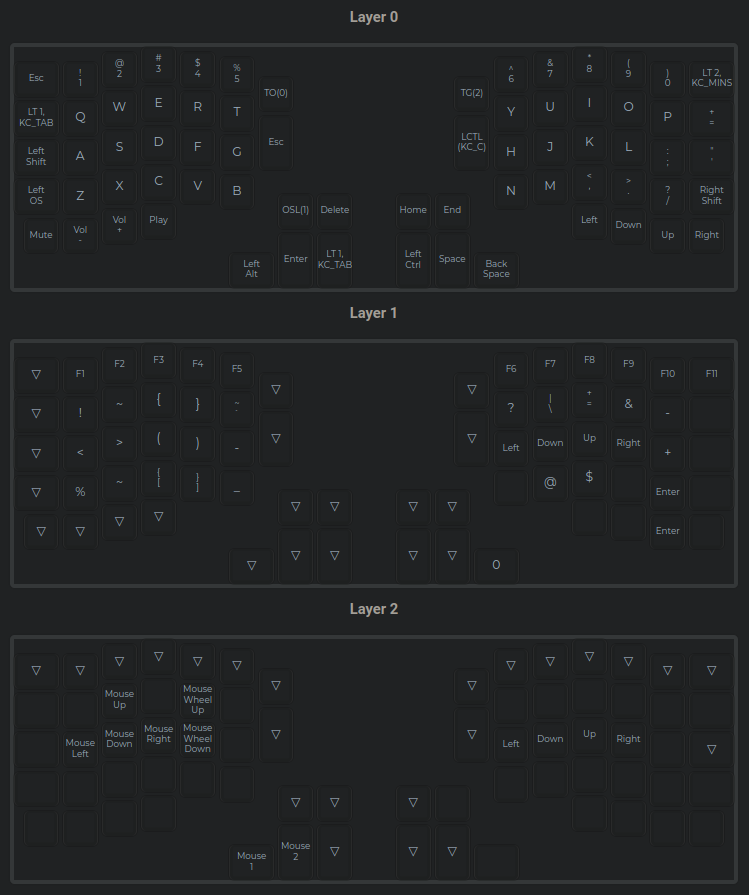 Layer 0
Esc ! 1 @ 2 # 3 $ 4 % 5 ^ 6 & 7 * 8 ( 9 ) 0 LT 2, KC_MINS
TO(0) TG(2)
LT 1, KC_TAB Q W E R T Y U I O P + =
Esc LCTL (KC_C)
Left Shift A S D F G H J K L : ; " '
Left OS Z X C V B N M < , > . ? / Right Shift
Mute Vol - Vol + Play OSL(1) Delete Home End Left Down Up Right
Left Alt Enter LT 1, KC_TAB Left Ctrl Space Back Space
Layer 1
▽ F1 F2 F3 F4 F5 F6 F7 F8 F9 F10 F11
▽ ▽
▽ ! ~ { } ~ ` ? | \ + = & -
▽ ▽
▽ < > ( ) - Left Down Up Right +
▽ % ~ { [ } ] _ @ $ Enter
▽ ▽ ▽ ▽ ▽ ▽ ▽ ▽ Enter
▽ ▽ ▽ ▽ ▽ 0
Layer 2
▽ ▽ ▽ ▽ ▽ ▽ ▽ ▽ ▽ ▽ ▽ ▽
▽ ▽
Mouse Up Mouse Wheel Up
▽ ▽
Mouse Left Mouse Down Mouse Right Mouse Wheel Down Left Down Up Right ▽
▽ ▽ ▽
Mouse 1 Mouse 2 ▽ ▽ ▽